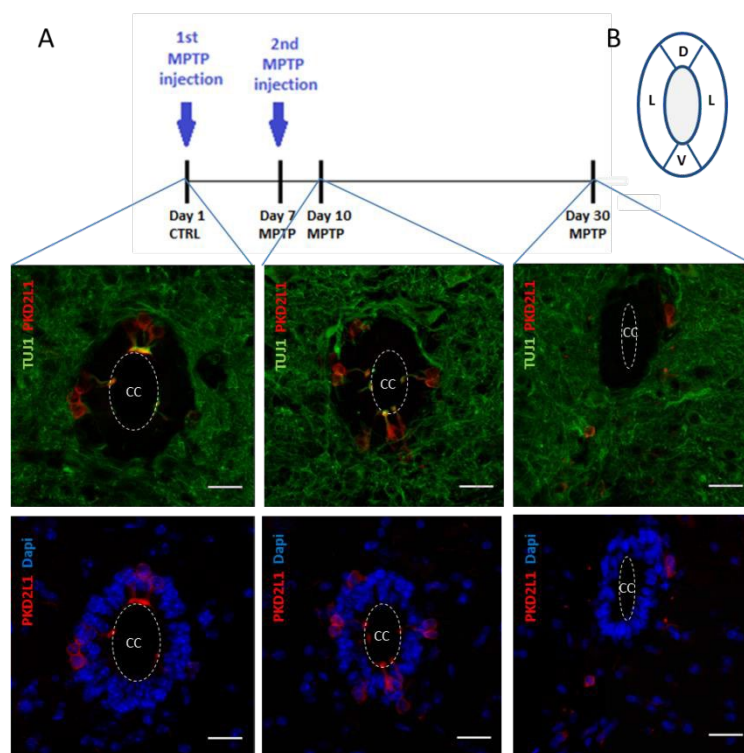 A
1st
MPTP
injection
2nd
MPTP
injection
B
D
L
L
V
Day 1
CTRL
Day 7
MPTP
Day 10
MPTP
Day 30
MPTP
TUJ1 PKD2L1
CC
TUJ1 PKD2L1
CC
TUJ1 PKD2L1
CC
PKD2L1 Dapi
CC
PKD2L1 Dapi
CC
PKD2L1 Dapi
CC